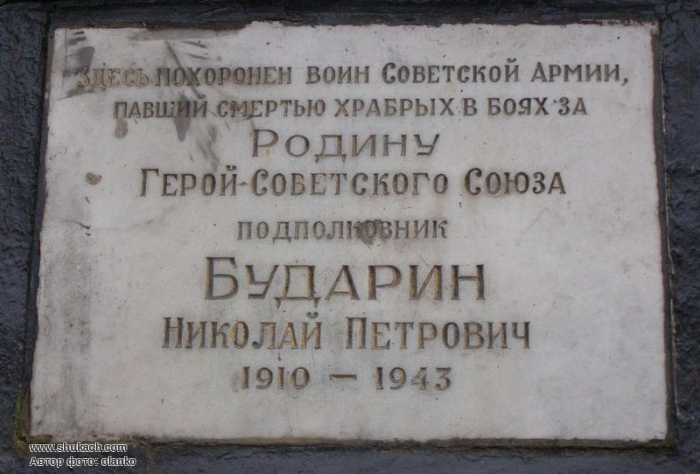 Здесь похоронен воин Советской Армии,
павший смертью храбрых в боях за
Родину
Герой Советского Союза
подполковник
БУДАРИН
Николай Петрович
1910 – 1943
www.shukach.com
Автор фото: olanko